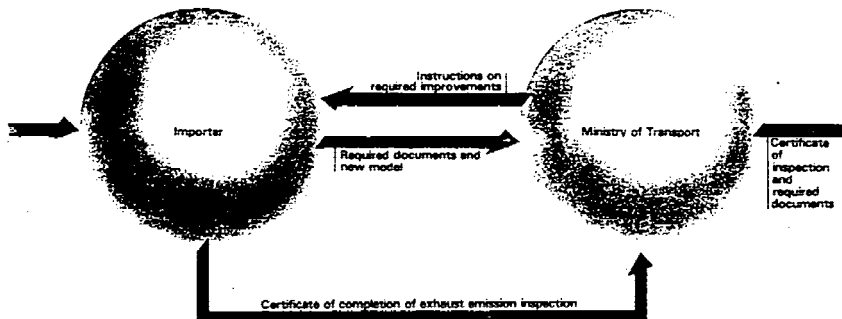 Instructions on
required improvements
Importer
Ministry of Transport
Required documents and
new model
Certificate
of
inspection
and
required
documents
Certificate of completion of exhaust emission inspection